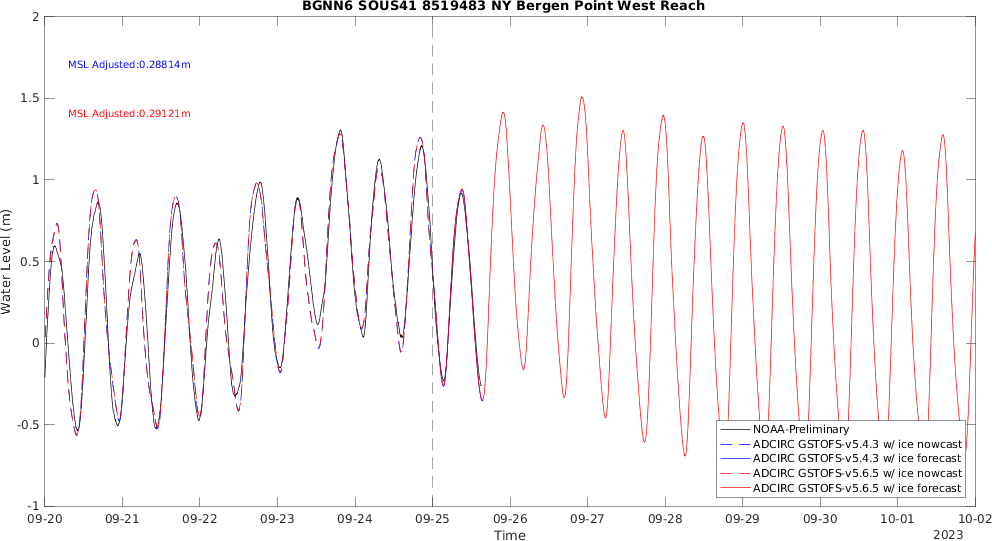 BGNN6 SOUS41 8519483 NY Bergen Point West Reach
2
MSL Adjusted:0.28814m
1.5
MSL Adjusted:0.29121m
1
Water Level (m)
0.5
0
-0.5
-1
NOAA-Preliminary
ADCIRC GSTOFS-v5.4.3 w/ ice nowcast
ADCIRC GSTOFS-v5.4.3 w/ ice forecast
ADCIRC GSTOFS-v5.6.5 w/ ice nowcast
ADCIRC GSTOFS-v5.6.5 w/ ice forecast
09-20 09-21 09-22 09-23 09-24 09-25 09-26 09-27 09-28 09-29 09-30 10-01 10-02
Time
2023